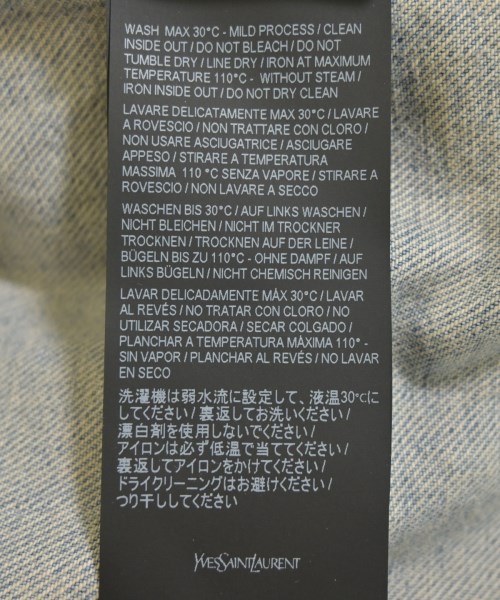 WASH MAX 30°C - MILD PROCESS / CLEAN
INSIDE OUT / DO NOT BLEACH / DO NOT
TUMBLE DRY / LINE DRY / IRON AT MAXIMUM
TEMPERATURE 110°C - WITHOUT STEAM /
IRON INSIDE OUT / DO NOT DRY CLEAN
LAVARE DELICATAMENTE MAX 30°C / LAVARE
A ROVESCIO / NON TRATTARE CON CLORO /
NON USARE ASCIUGATRICE / ASCIUGARE
APPESO / STIRARE A TEMPERATURA
MASSIMA 110 °C SENZA VAPORE / STIRARE A
ROVESCIO / NON LAVARE A SECCO
WASCHEN BIS 30°C / AUF LINKS WASCHEN /
NICHT BLEICHEN / NICHT IM TROCKNER
TROCKNEN / TROCKNEN AUF DER LEINE /
BÜGELN BIS ZU 110°C - OHNE DAMPF / AUF
LINKS BÜGELN / NICHT CHEMISCH REINIGEN
LAVAR DELICADAMENTE MÀX 30°C / LAVAR
AL REVÉS / NO TRATAR CON CLORO / NO
UTILIZAR SECADORA / SECAR COLGADO /
PLANCHAR A TEMPERATURA MÀXIMA 110° -
SIN VAPOR / PLANCHAR AL REVÉS / NO LAVAR
EN SECO
洗濯機は弱水流に設定して、液温30℃に
してください / 裏返してお洗いください /
漂白剤を使用しないでください /
アイロンは必ず低温で当ててください /
裏返してアイロンをかけてください /
ドライクリーニングはお避けください /
つり干ししてください
YVESSAINTLAURENT